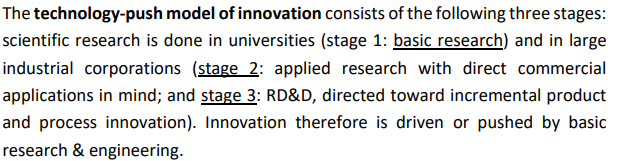 The technology-push model of innovation consists of the following three stages:
scientific research is done in universities (stage 1: basic research) and in large
industrial corporations (stage 2: applied research with direct commercial
applications in mind; and stage 3: RD&D, directed toward incremental product
and process innovation). Innovation therefore is driven or pushed by basic
research & engineering.